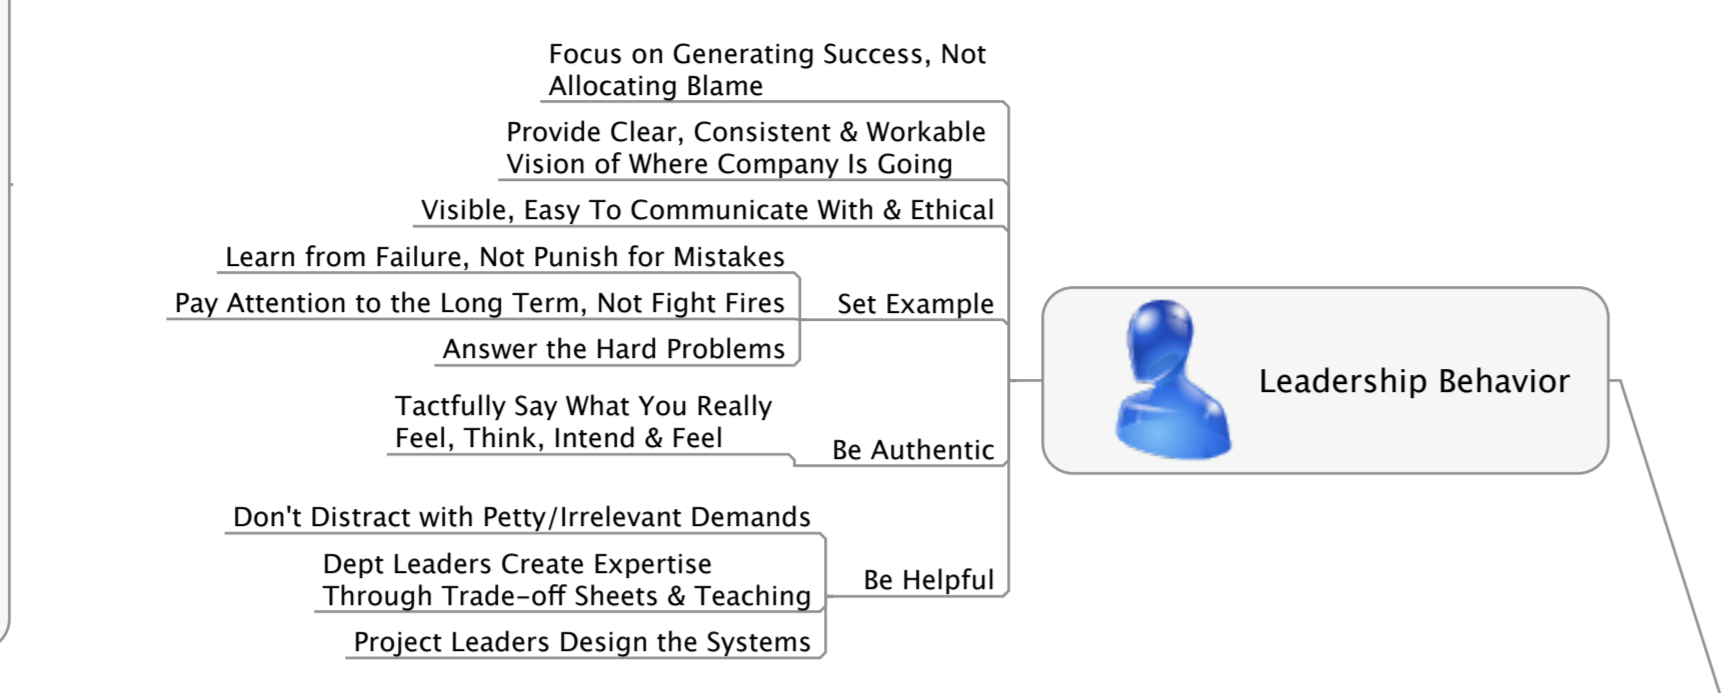 Focus on Generating Success, Not
Allocating Blame
Provide Clear, Consistent & Workable
Vision of Where Company Is Going
Visible, Easy To Communicate With & Ethical
Learn from Failure, Not Punish for Mistakes
Pay Attention to the Long Term, Not Fight Fires
Set Example
Answer the Hard Problems
Leadership Behavior
Tactfully Say What You Really
Feel, Think, Intend & Feel
Be Authentic
Don't Distract with Petty/Irrelevant Demands
Dept Leaders Create Expertise
Through Trade-off Sheets & Teaching
Be Helpful
Project Leaders Design the Systems